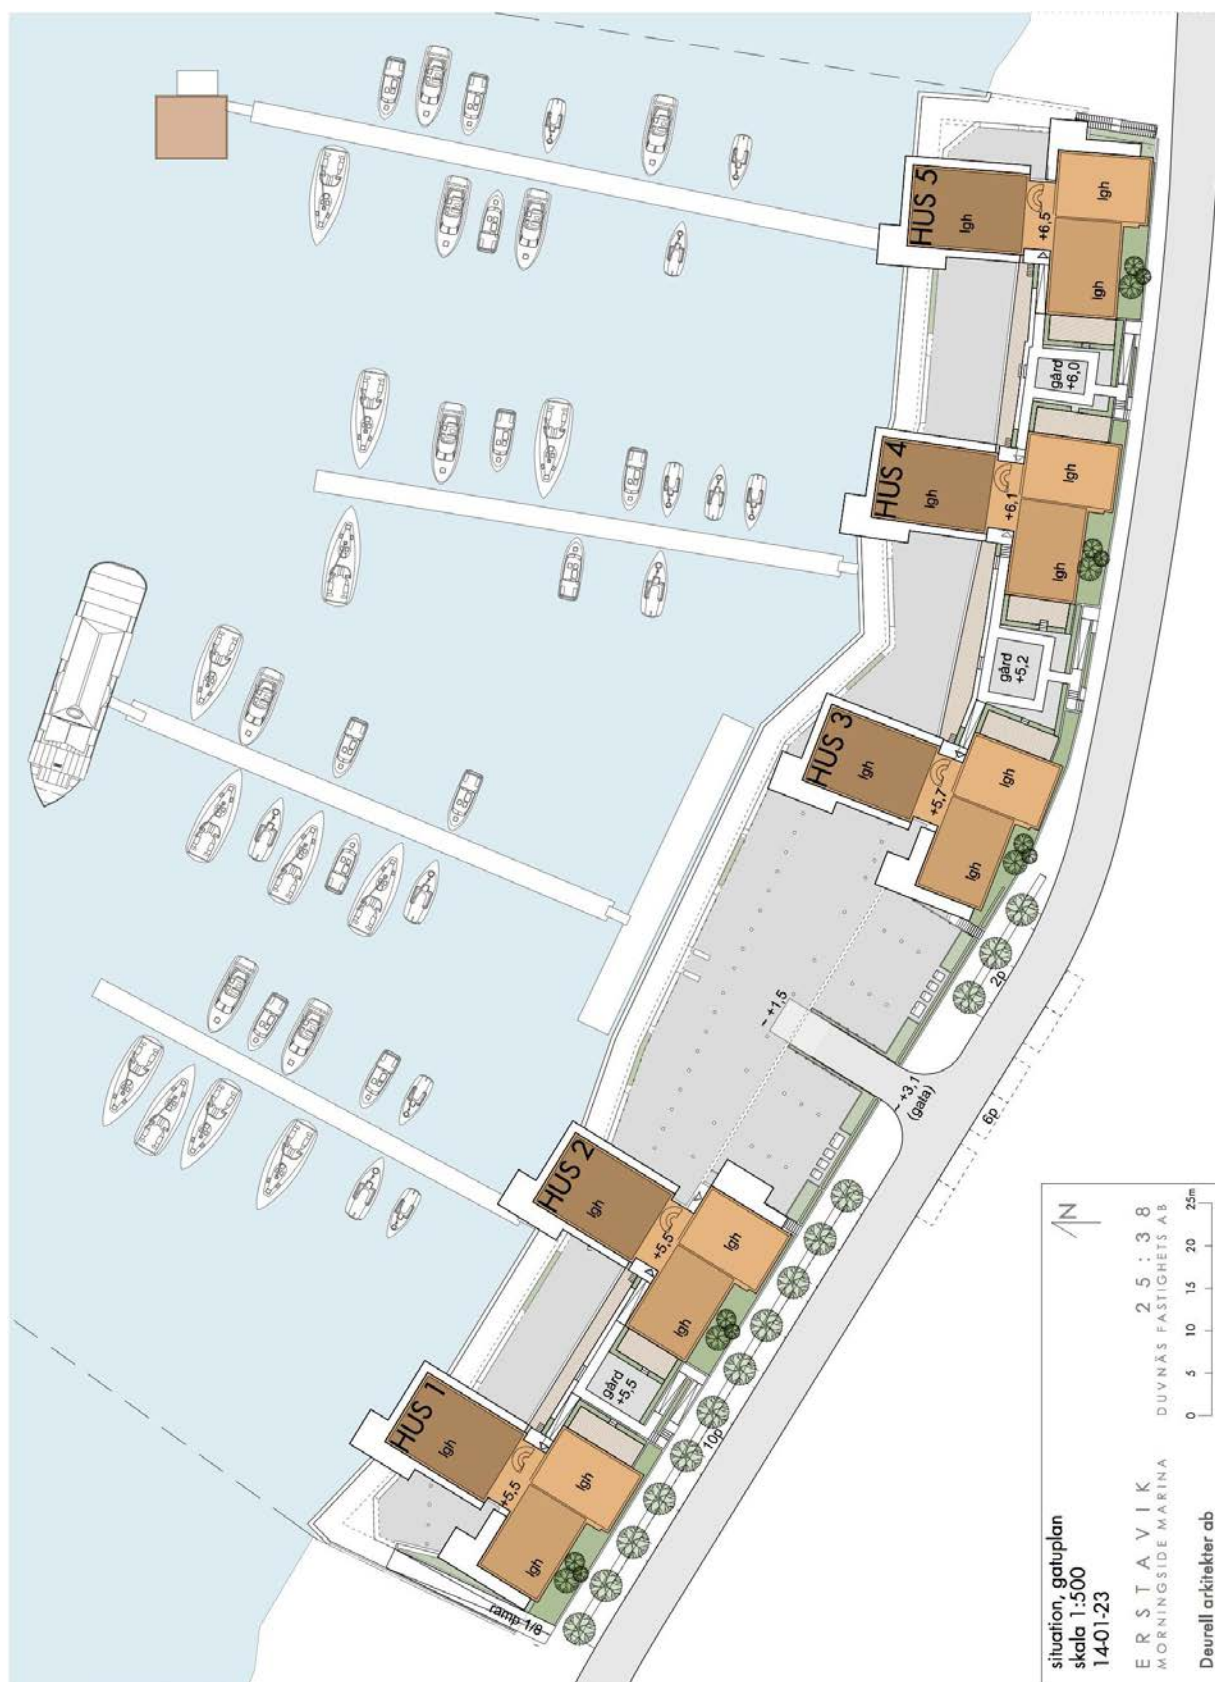 HUS 1
lgh
+5,5
lgh
lgh
ramp 1/8
gård
+5,5
10p
HUS 2
lgh
+5,5
lgh
lgh
~ +1,5
~ +3,1
(gata)
6p
2p
HUS 3
lgh
+5,7
lgh
lgh
gård
+5,2
HUS 4
lgh
+6,1
lgh
lgh
gård
+6,0
HUS 5
lgh
+6,5
lgh
lgh
situation, gatuplan
skala 1:500
14-01-23
N
ERSTAVIK 25:38
MORNINGSIDE MARINA DUVNÄS FASTIGHETS AB
0 5 10 15 20 25m
Deurell arkitekter ab